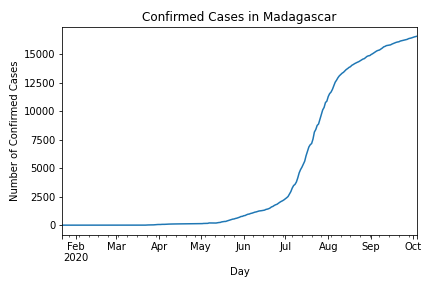 Confirmed Cases in Madagascar
Number of Confirmed Cases
15000
12500
10000
7500
5000
2500
0
Feb Mar Apr May Jun Jul Aug Sep Oct
2020
Day